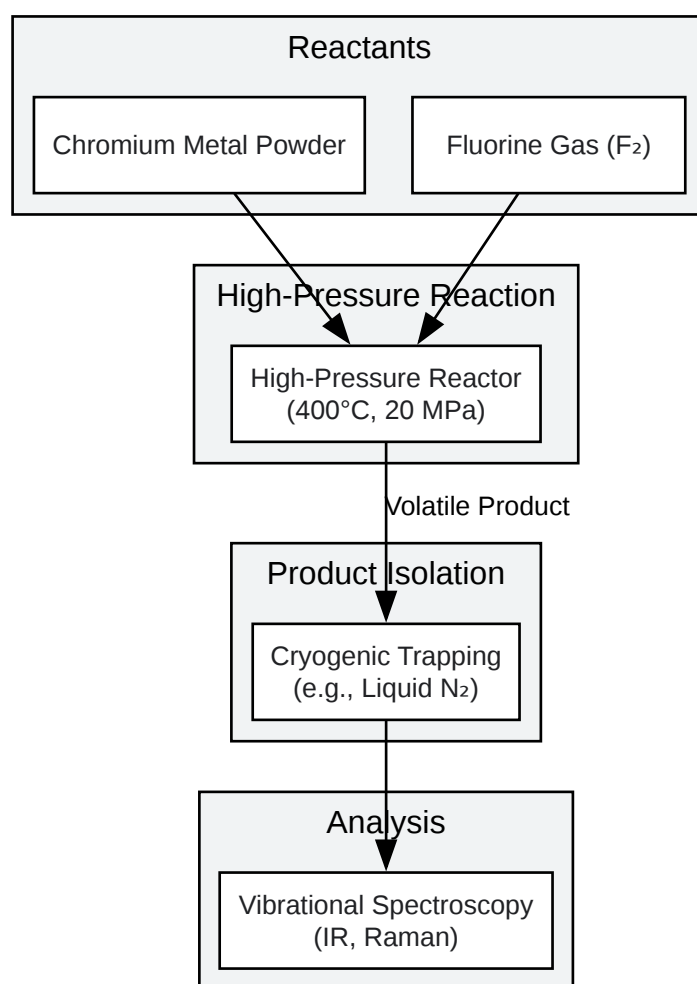 Reactants
Chromium Metal Powder
Fluorine Gas (F₂)
High-Pressure Reaction
High-Pressure Reactor
(400°C, 20 MPa)
Volatile Product
Product Isolation
Cryogenic Trapping
(e.g., Liquid N₂)
Analysis
Vibrational Spectroscopy
(IR, Raman)